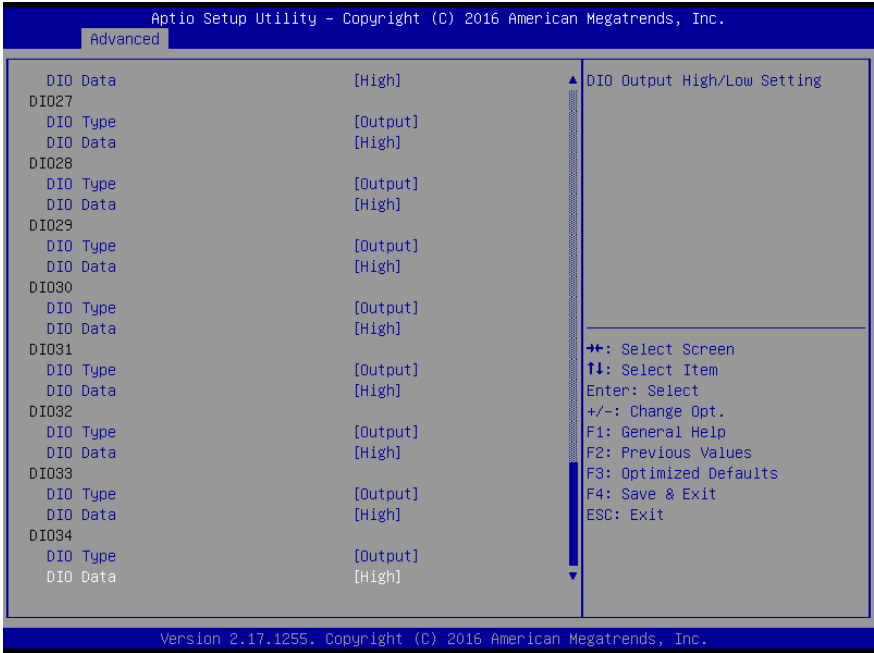 Aptio Setup Utility – Copyright (C) 2016 American Megatrends, Inc.
Advanced
DIO Data [High]
DIO27
DIO Type [Output]
DIO Data [High]
DIO28
DIO Type [Output]
DIO Data [High]
DIO29
DIO Type [Output]
DIO Data [High]
DIO30
DIO Type [Output]
DIO Data [High]
DIO31
DIO Type [Output]
DIO Data [High]
DIO32
DIO Type [Output]
DIO Data [High]
DIO33
DIO Type [Output]
DIO Data [High]
DIO34
DIO Type [Output]
DIO Data [High]
DIO Output High/Low Setting
→←: Select Screen
↑↓: Select Item
Enter: Select
+/-: Change Opt.
F1: General Help
F2: Previous Values
F3: Optimized Defaults
F4: Save & Exit
ESC: Exit
Version 2.17.1255. Copyright (C) 2016 American Megatrends, Inc.